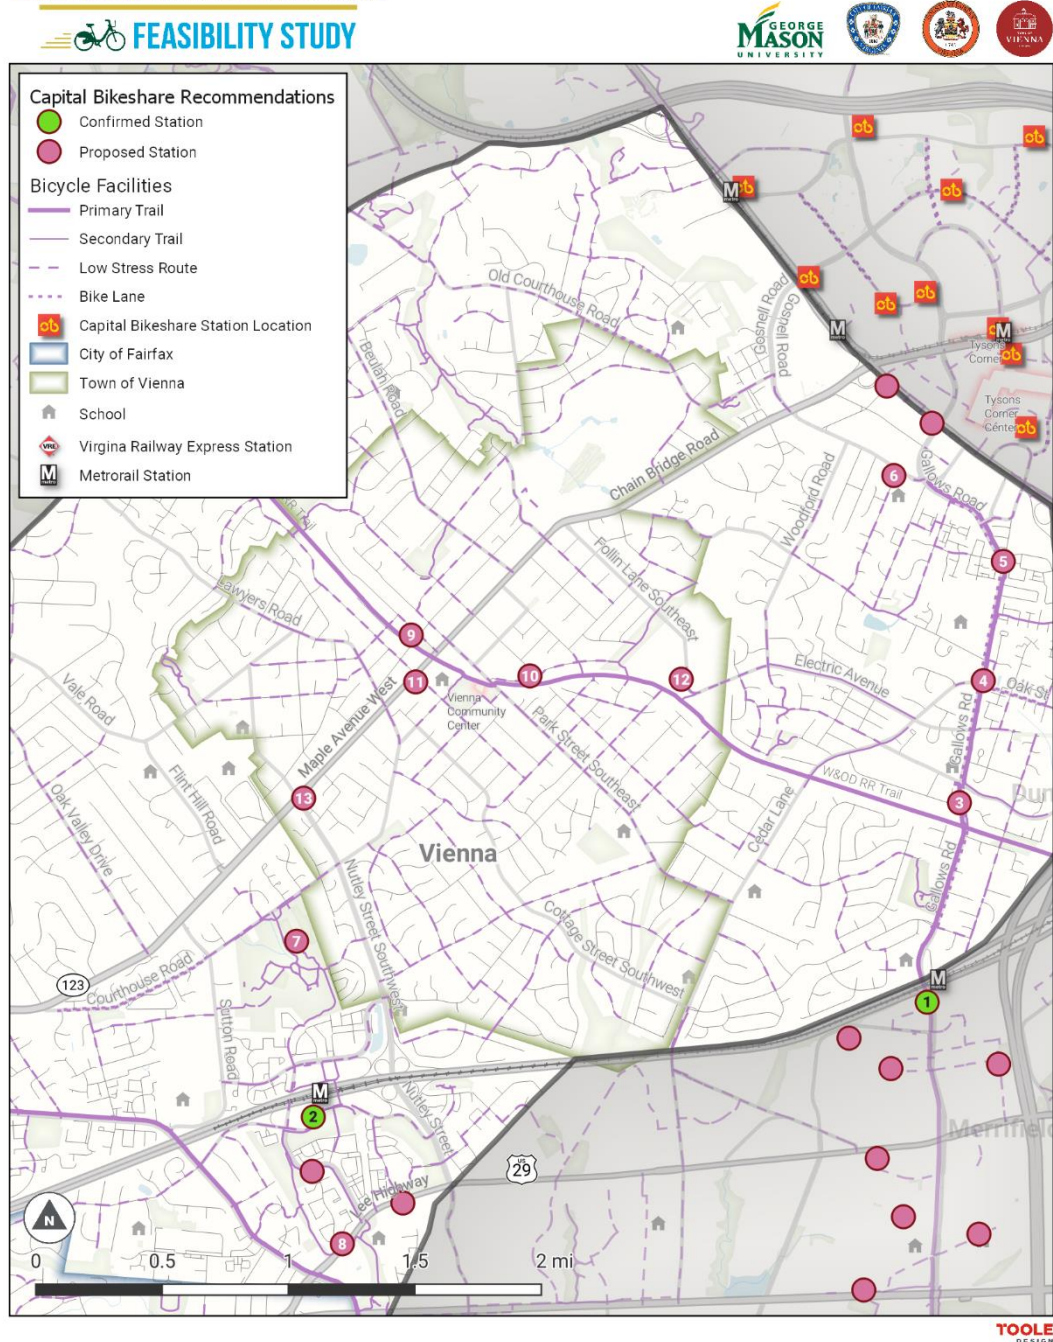 FEASIBILITY STUDY
GEORGE
MASON
UNIVERSITY
VIENNA
Capital Bikeshare Recommendations
Confirmed Station
Proposed Station
Bicycle Facilities
Primary Trail
Secondary Trail
Low Stress Route
Bike Lane
Capital Bikeshare Station Location
City of Fairfax
Town of Vienna
School
VRE
Virgina Railway Express Station
M
metro
Metrorail Station
Old Courthouse Road
Gosnell Road
Gosnell Road
Beulah Road
Tysons
Corner
Tysons
Corner
Center
Chain Bridge Road
Gallows Road
6
Woodford Road
RR Trail
Follin Lane Southeast
5
Lawyers Road
9
Electric Avenue
4
Oak St
Vale Road
11
10
12
Vienna
Community
Center
Maple Avenue West
Park Street Southeast
Gallows Rd
W&OD RR Trail
13
3
Dun
Flint Hill Road
Oak Valley Drive
Cedar Lane
Vienna
Gallows Rd
Nutley Street Southwest
Cottage Street Southwest
7
123
Courthouse Road
1
Sutton Road
2
Nutley Street
Merrifield
US
29
Lee Highway
8
N
0
0.5
1
1.5
2 mi
TOOLE
DESIGN